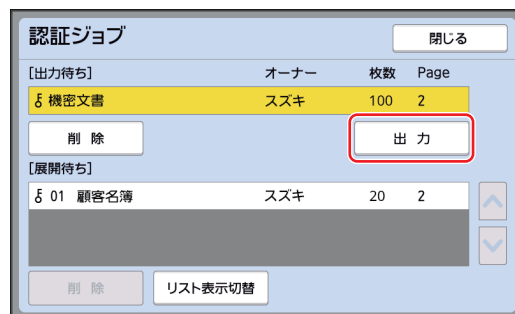 認証ジョブ 閉じる
[出力待ち] オーナー 枚数 Page
機密文書 スズキ 100 2
削 除 出 力
[展開待ち]
01 顧客名簿 スズキ 20 2
削 除 リスト表示切替